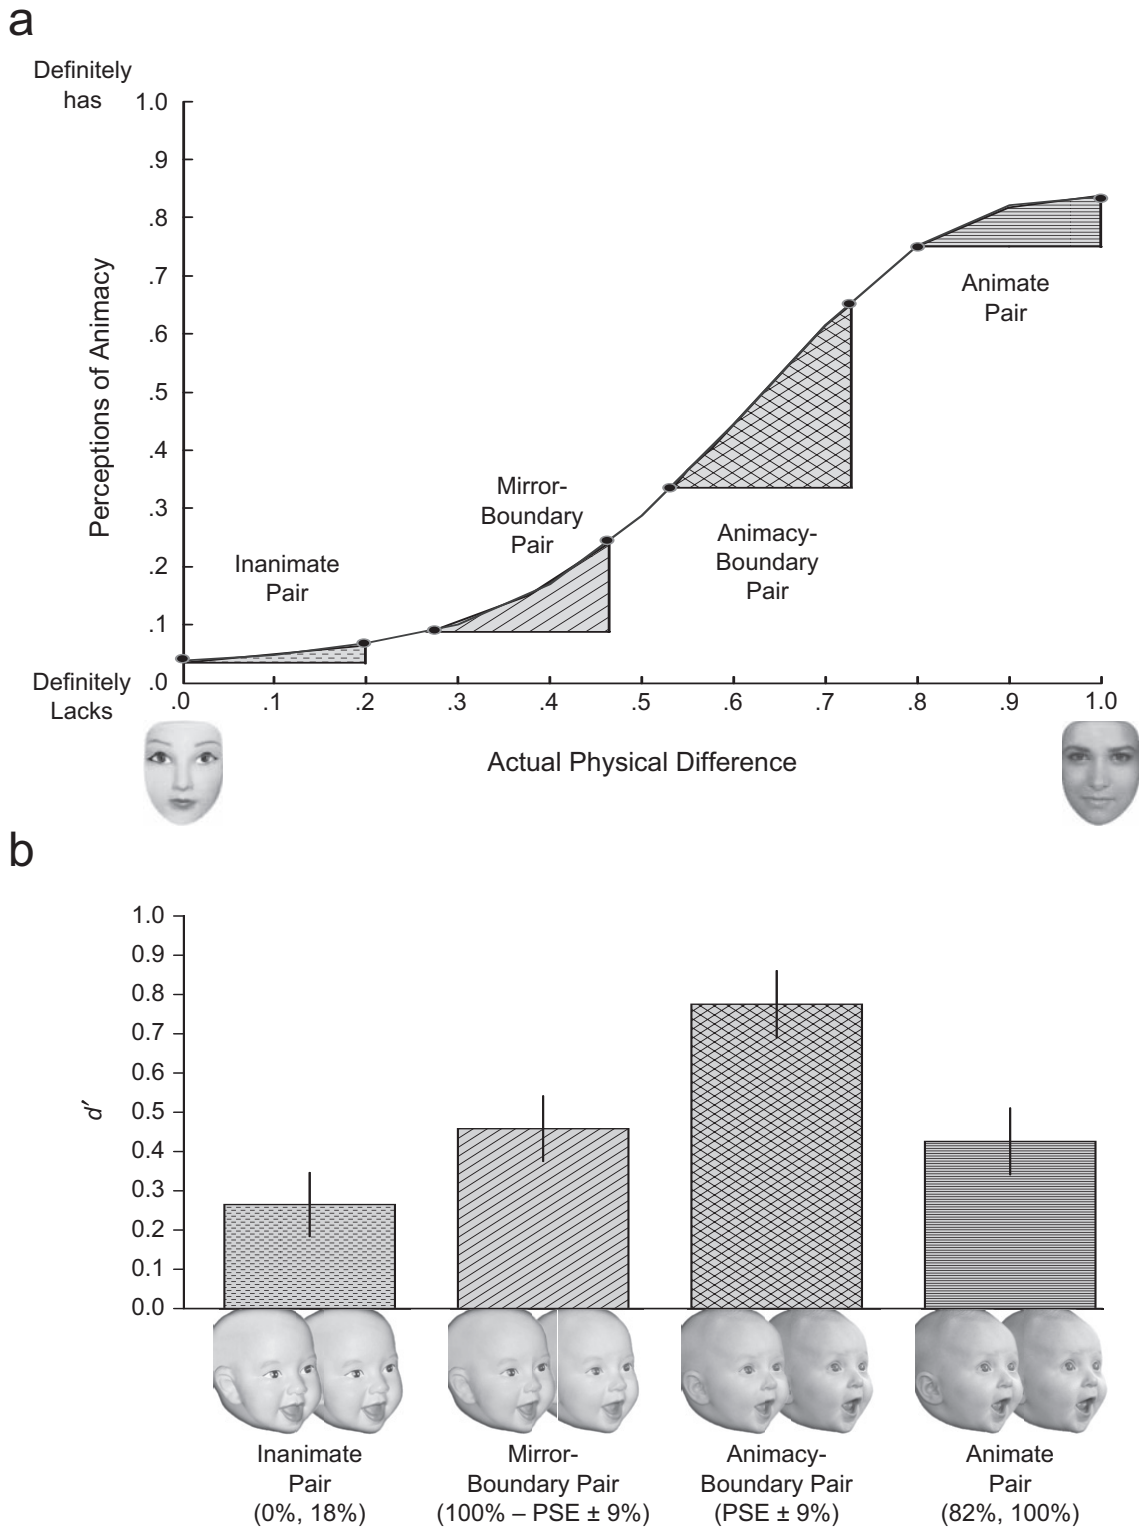 a
Definitely
has
1.0
.9
.8
.7
.6
.5
.4
.3
.2
.1
.0
Perceptions of Animacy
Definitely
Lacks
Inanimate
Pair
Mirror-
Boundary
Pair
Animacy-
Boundary
Pair
Animate
Pair
.0 .1 .2 .3 .4 .5 .6 .7 .8 .9 1.0
Actual Physical Difference
b
1.0
0.9
0.8
0.7
0.6
0.5
0.4
0.3
0.2
0.1
0.0
d′
Inanimate
Pair
(0%, 18%)
Mirror-
Boundary Pair
(100% – PSE ± 9%)
Animacy-
Boundary Pair
(PSE ± 9%)
Animate
Pair
(82%, 100%)